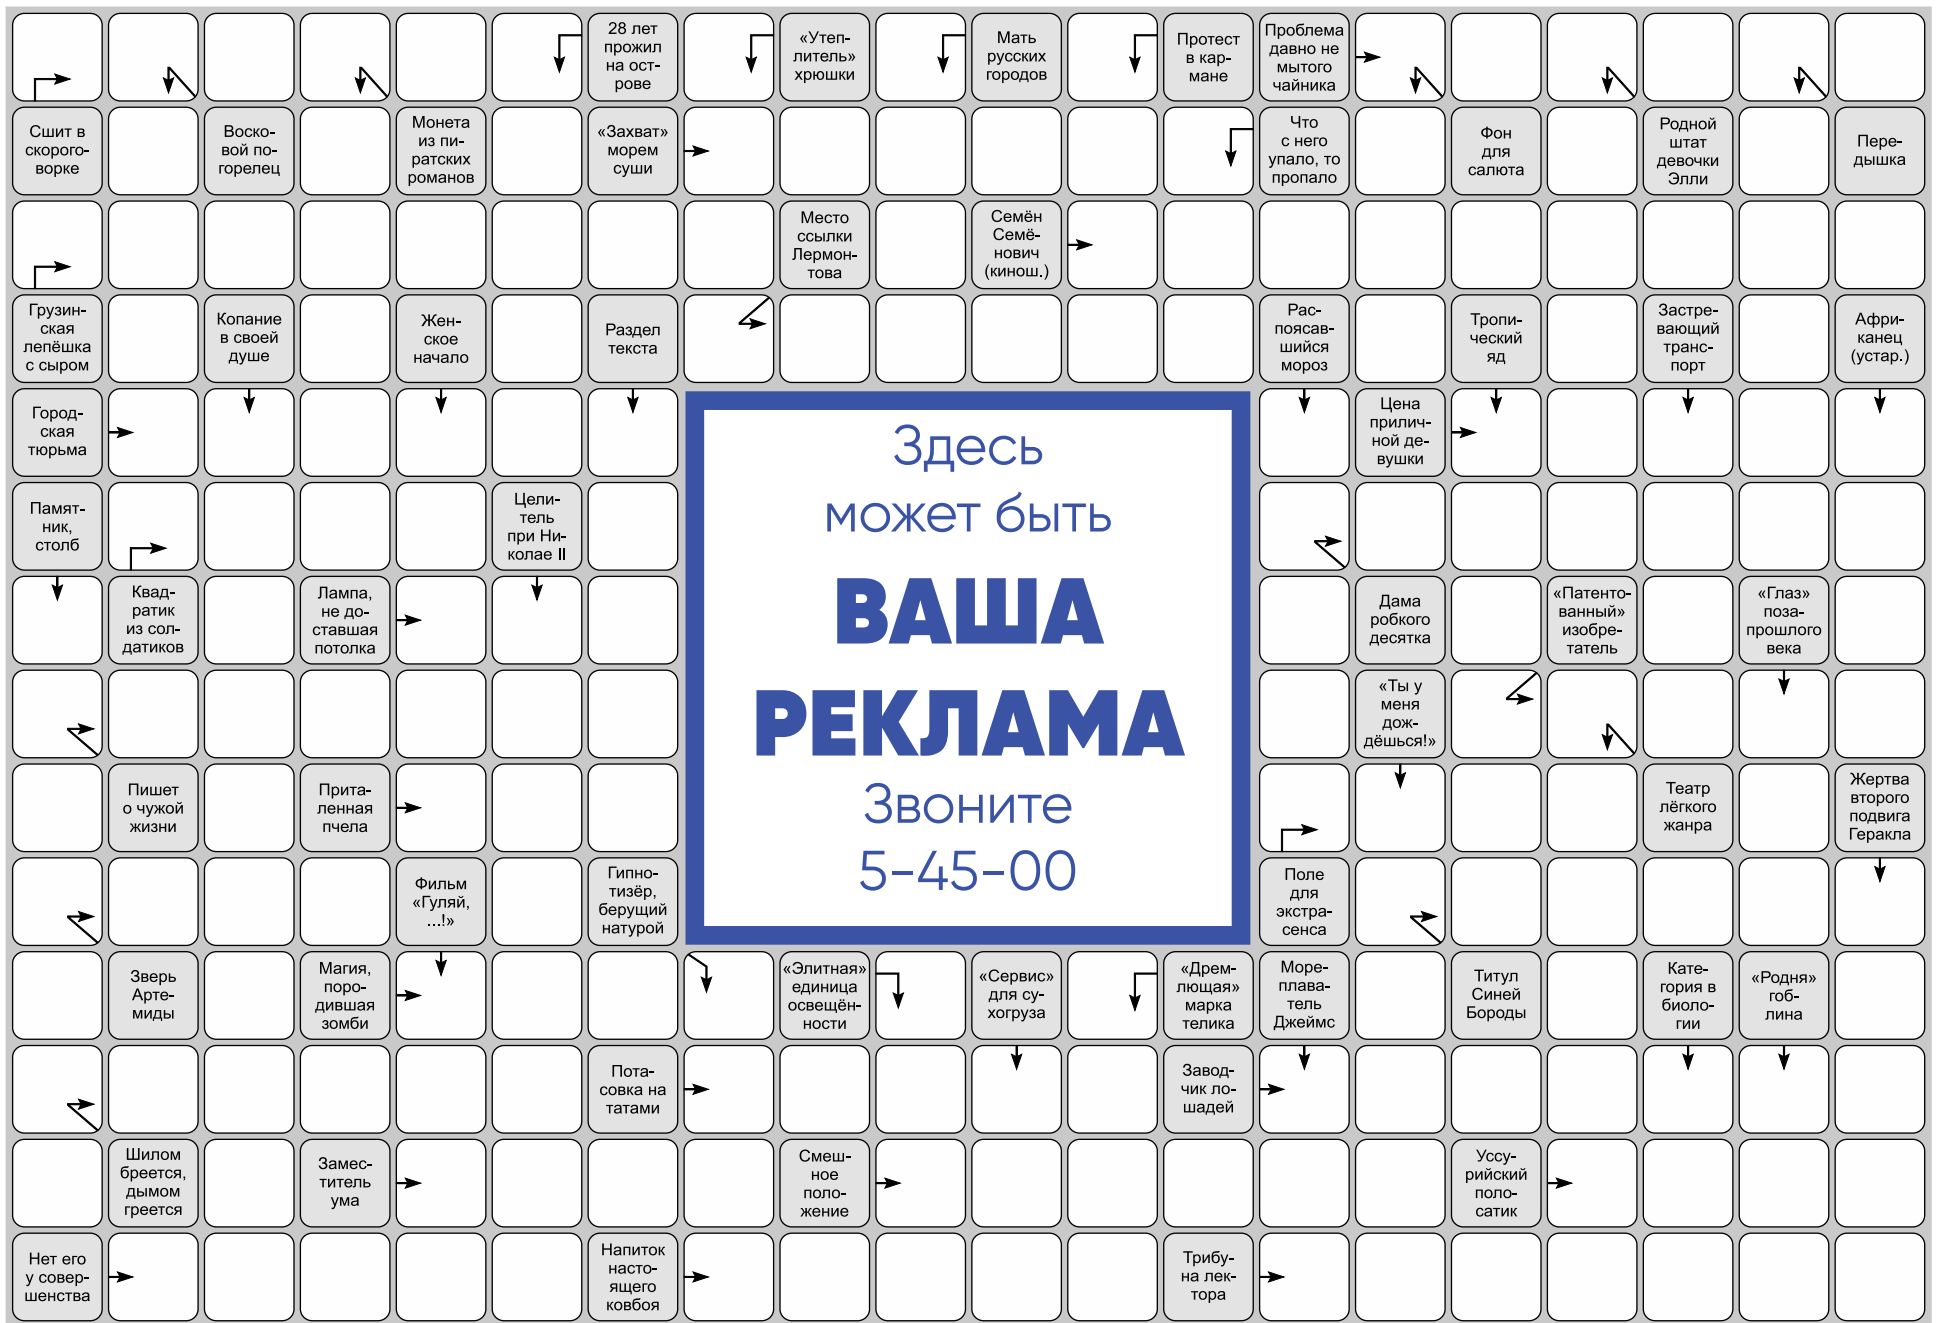 28 лет
прожил
на ост-
рове
«Утеп-
литель»
хрюшки
Мать
русских
городов
Протест
в кар-
мане
Проблема
давно не
мытого
чайника
Сшит в
скорого-
ворке
Воско-
вой по-
горелец
Монета
из пи-
ратских
романов
«Захват»
морем
суши
Что
с него
упало, то
пропало
Фон
для
салюта
Родной
штат
девочки
Элли
Пере-
дышка
Место
ссылки
Лермон-
това
Семён
Семё-
нович
(кинош.)
Грузин-
ская
лепёшка
с сыром
Копание
в своей
душе
Жен-
ское
начало
Раздел
текста
Рас-
поясав-
шийся
мороз
Тропи-
ческий
яд
Застре-
вающий
транс-
порт
Афри-
канец
(устар.)
Город-
ская
тюрьма
Здесь
может быть
ВАША
РЕКЛАМА
Звоните
5-45-00
Цена
прилич-
ной де-
вушки
Памят-
ник,
столб
Цели-
тель
при Ни-
колае II
Квад-
ратик
из сол-
датиков
Лампа,
не до-
ставшая
потолка
Дама
робкого
десятка
«Патенто-
ванный»
изобре-
татель
«Глаз»
поза-
прошлого
века
«Ты у
меня
дож-
дёшься!»
Пишет
о чужой
жизни
Прита-
ленная
пчела
Театр
лёгкого
жанра
Жертва
второго
подвига
Геракла
Фильм
«Гуляй,
...!»
Гипно-
тизёр,
берущий
натурой
Поле
для
экстра-
сенса
Зверь
Арте-
миды
Магия,
поро-
дившая
зомби
«Элитная»
единица
освещён-
ности
«Сервис»
для су-
хогруза
«Дрем-
лющая»
марка
телика
Море-
плава-
тель
Джеймс
Титул
Синей
Бороды
Кате-
гория в
биоло-
гии
«Родня»
гоб-
лина
Пота-
совка на
татами
Завод-
чик ло-
шадей
Шилом
бреется,
дымом
греется
Замес-
титель
ума
Смеш-
ное
поло-
жение
Уссу-
рийский
поло-
сатик
Нет его
у совер-
шенства
Напиток
насто-
ящего
ковбоя
Трибу-
на лек-
тора